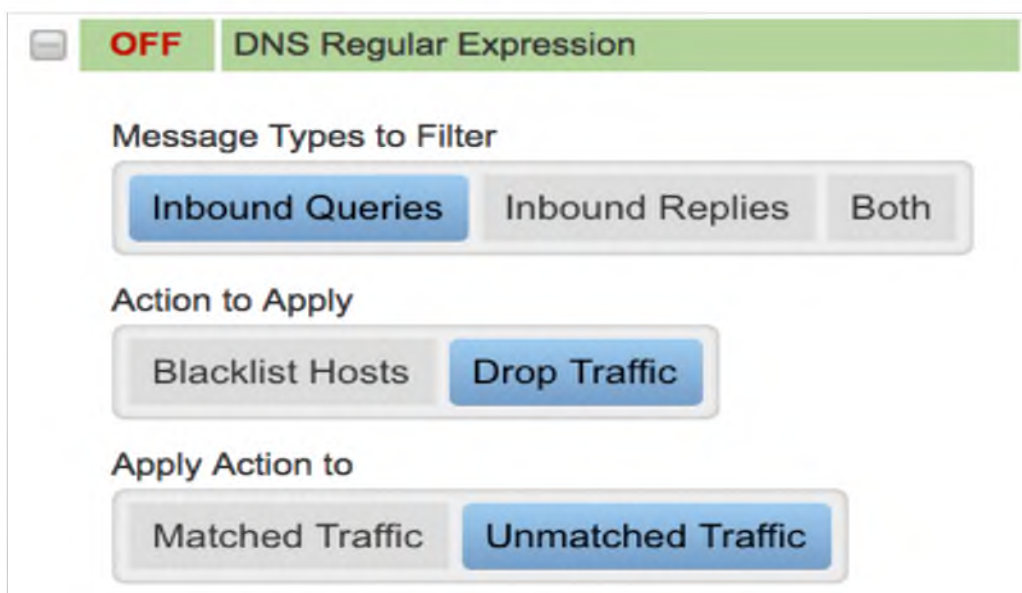 OFF DNS Regular Expression
Message Types to Filter
Inbound Queries Inbound Replies Both
Action to Apply
Blacklist Hosts Drop Traffic
Apply Action to
Matched Traffic Unmatched Traffic